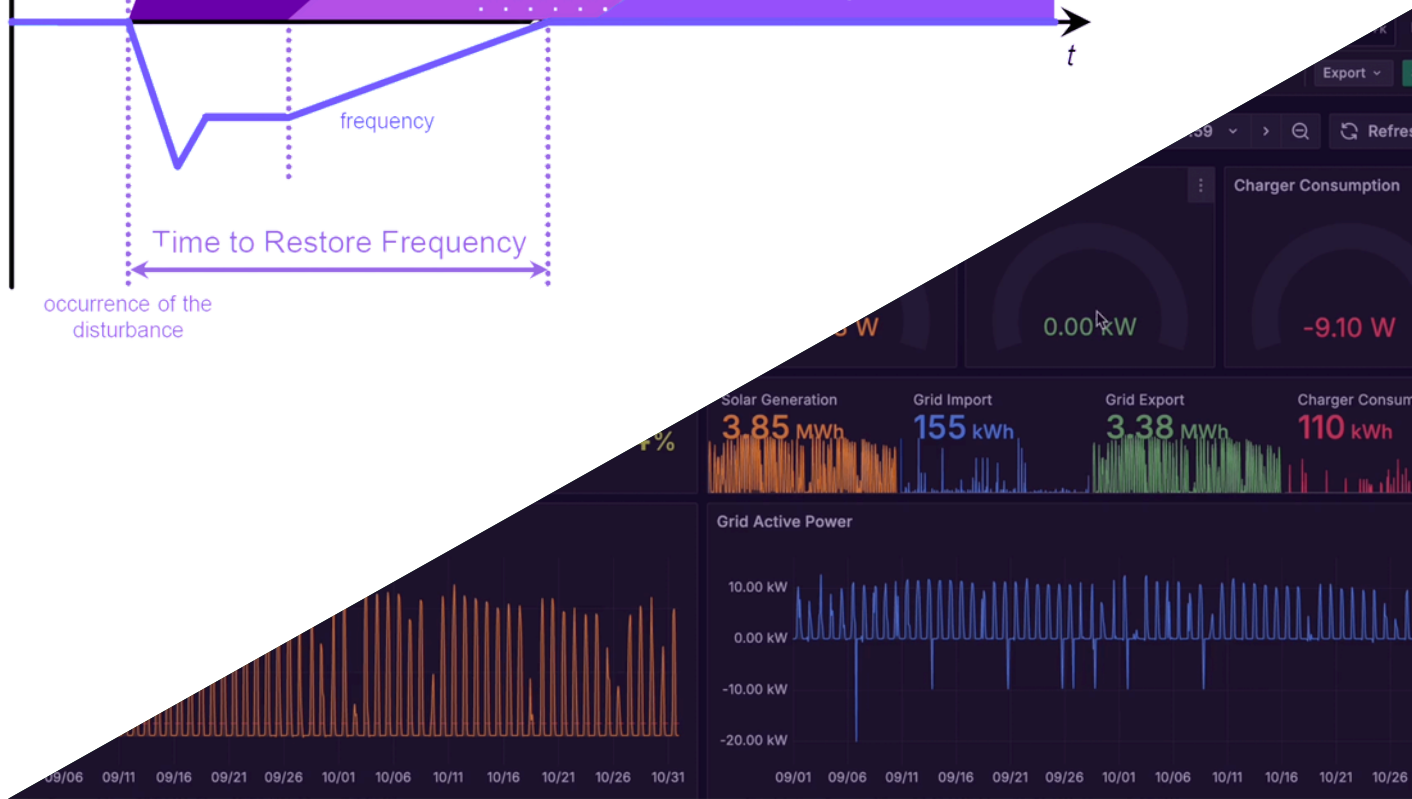 t
frequency
Time to Restore Frequency
occurrence of the
disturbance
Export
Refres
Charger Consumption
W
0.00 kW
-9.10 W
Solar Generation
3.85 MWh
Grid Import
155 kWh
Grid Export
3.38 MWh
Charger Consum
110 kWh
%
Grid Active Power
10.00 kW
0.00 kW
-10.00 kW
-20.00 kW
09/06 09/11 09/16 09/21 09/26 10/01 10/06 10/11 10/16 10/21 10/26 10/31
09/01 09/06 09/11 09/16 09/21 09/26 10/01 10/06 10/11 10/16 10/21 10/26